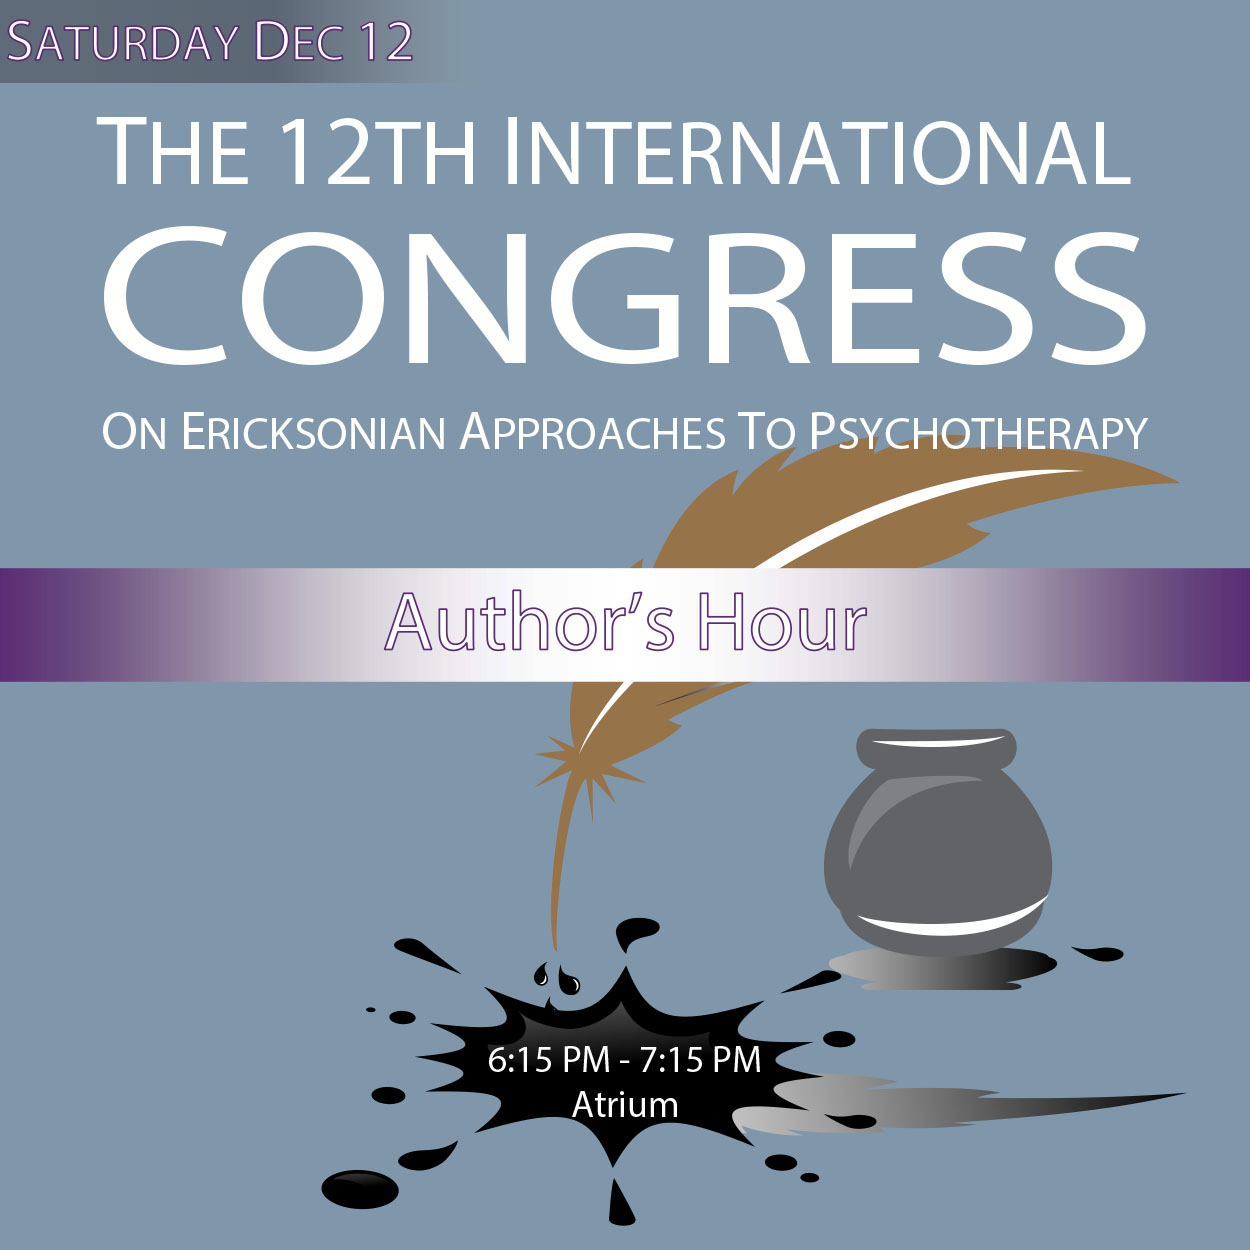 Saturday Dec 12
The 12th International
Congress
On Ericksonian Approaches To Psychotherapy
Author's Hour
6:15 PM - 7:15 PM
Atrium